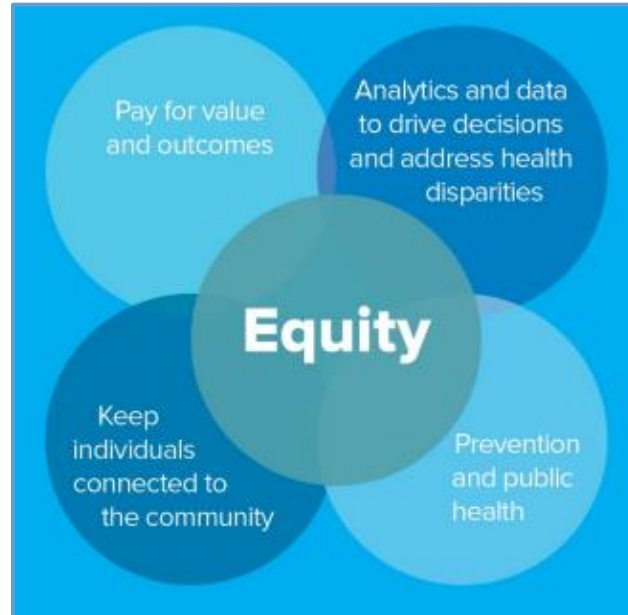 Pay for value
and outcomes
Analytics and data
to drive decisions
and address health
disparities
Equity
Keep
individuals
connected to
the community
Prevention
and public
health